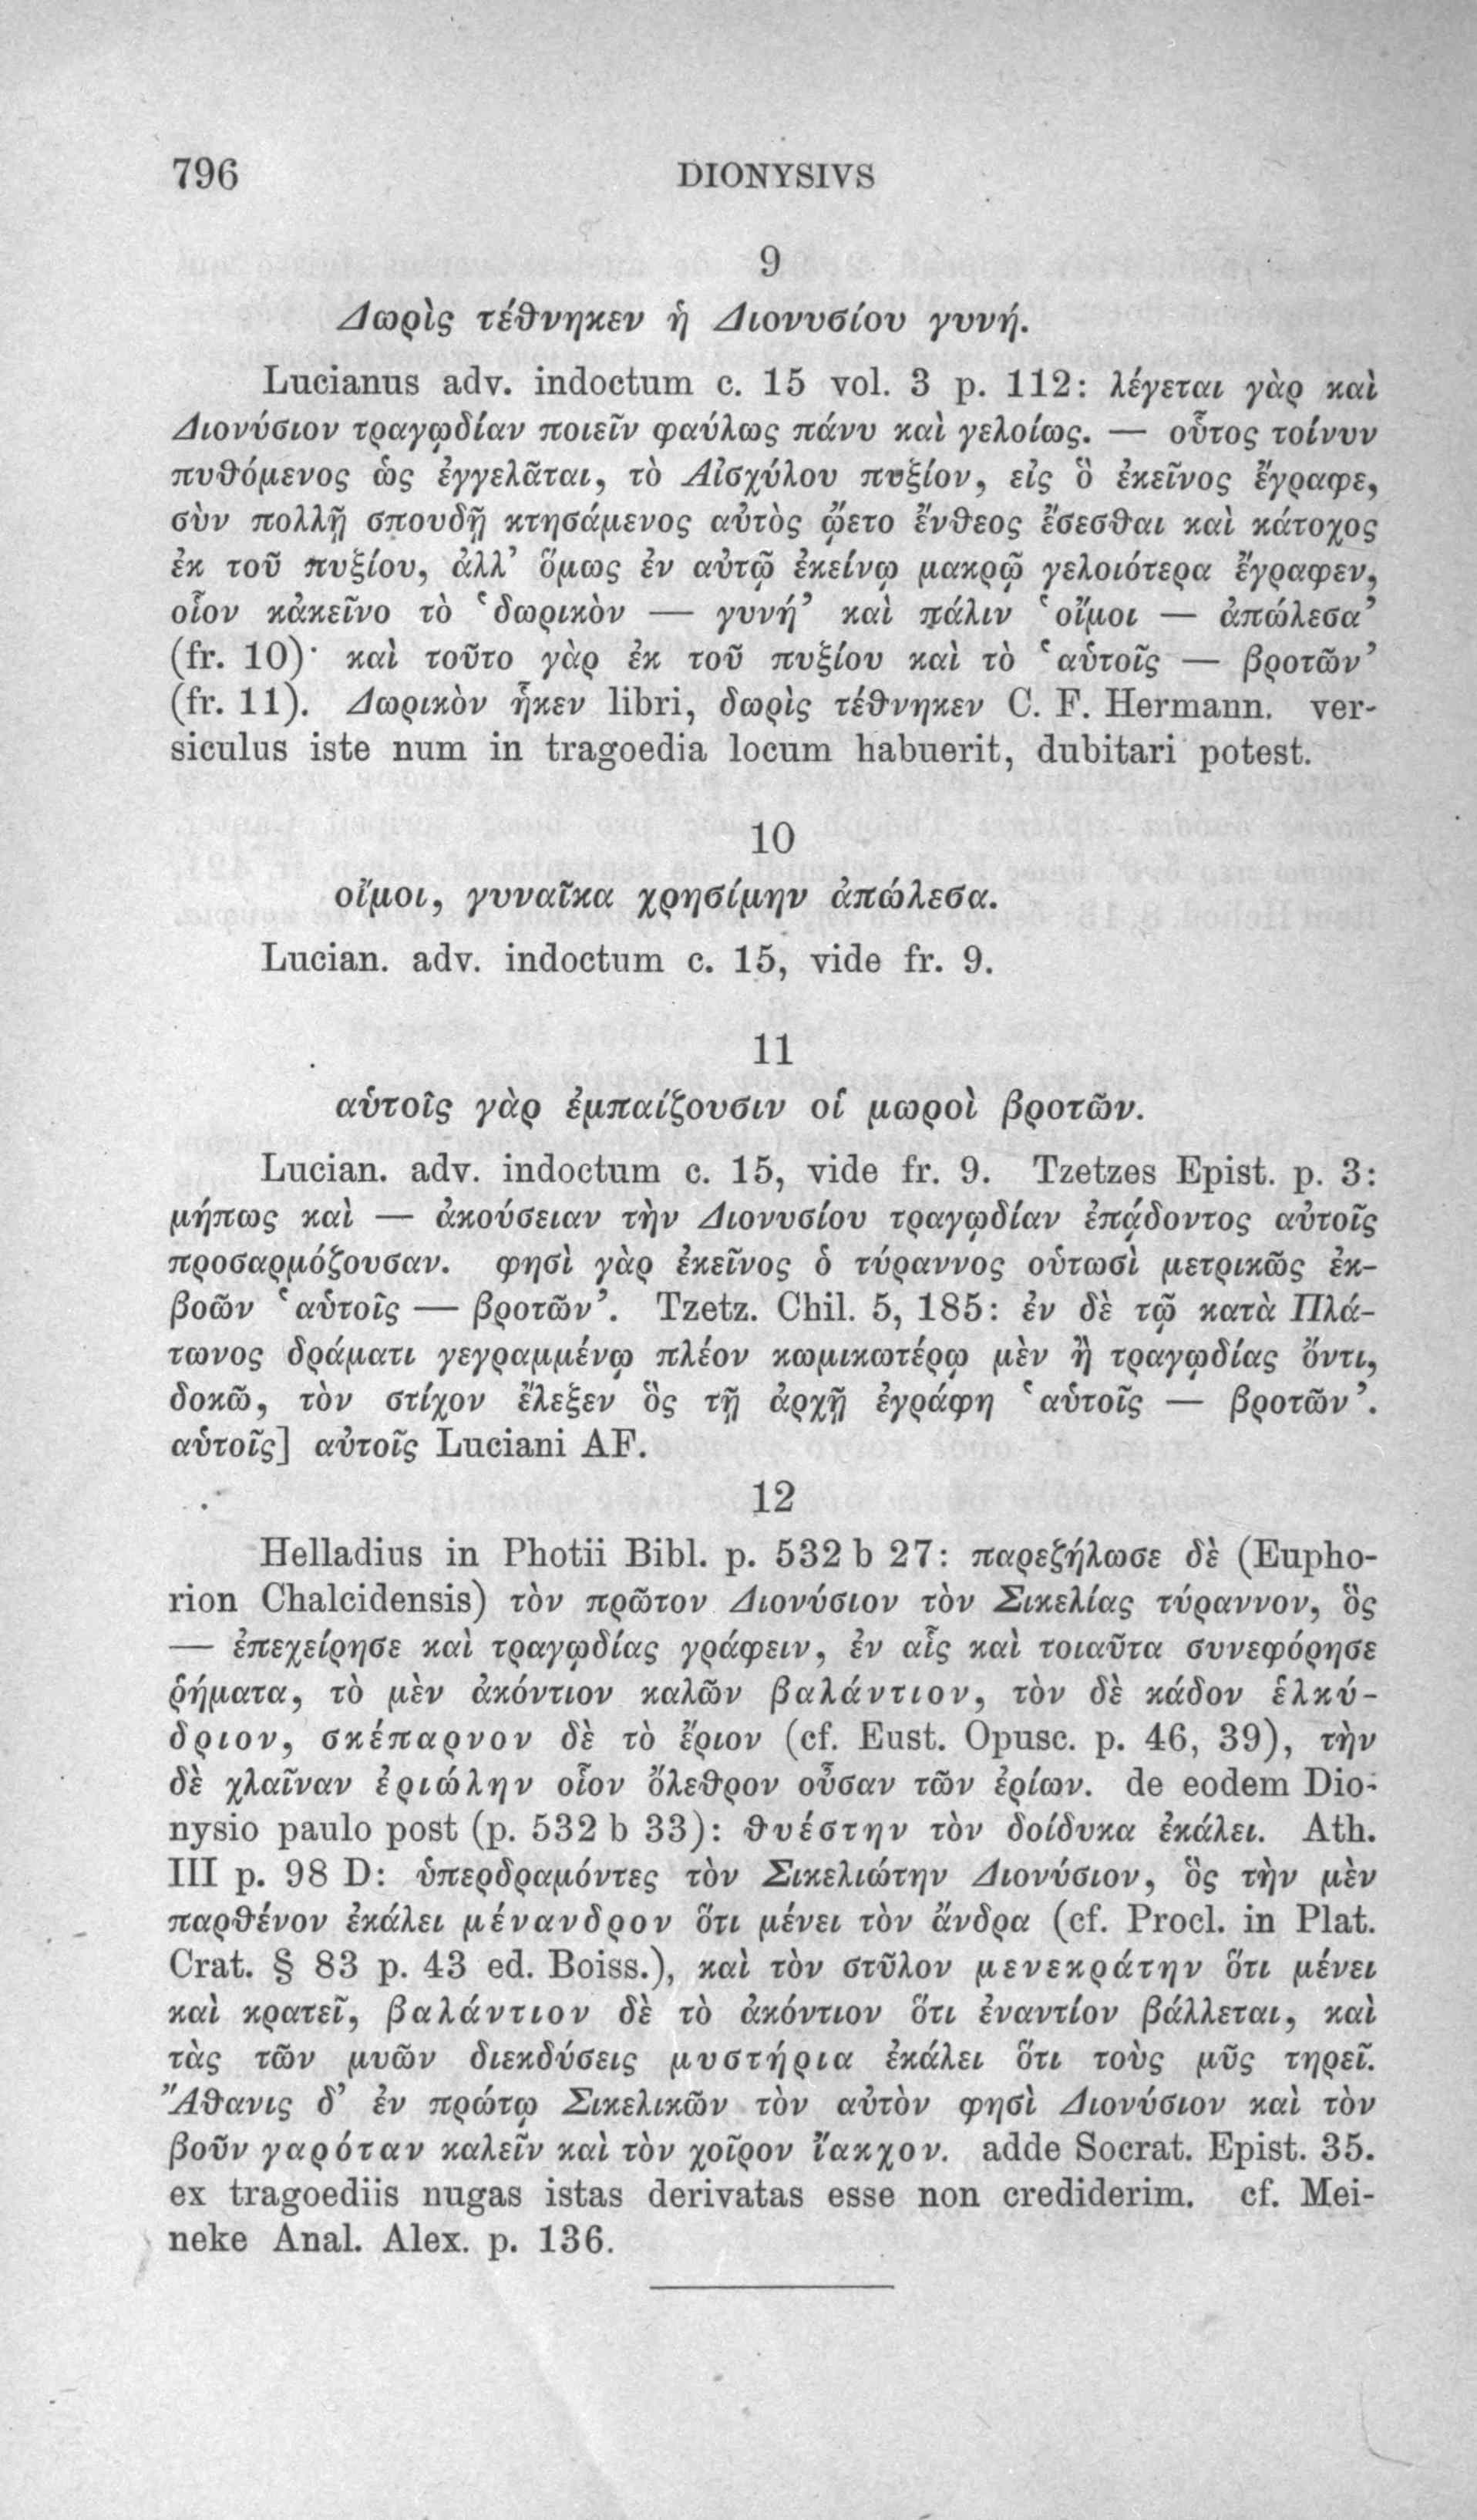 796 DIONYSIVS
9
Δωρὶς τέθνηκεν ἡ Διονυσίου γυνή.
Lucianus adv. indoctum c. 15 vol. 3 p. 112: λέγεται γὰρ καὶ
Διονύσιον τραγῳδίαν ποιεῖν φαύλως πάνυ καὶ γελοίως. — οὗτος τοίνυν
πυθόμενος ὡς ἐγγελᾶται, τὸ Αἰσχύλου πυξίον, εἰς ὃ ἐκεῖνος ἔγραφε,
σὺν πολλῇ σπουδῇ κτησάμενος αὐτὸς ᾤετο ἔνθεος ἔσεσθαι καὶ κάτοχος
ἐκ τοῦ πυξίου, ἀλλ’ ὅμως ἐν αὐτῷ ἐκείνῳ μακρῷ γελοιότερα ἔγραφεν,
οἷον κἀκεῖνο τὸ ‘δωρικὸν — γυνή’ καὶ πάλιν ‘οἴμοι — ἀπώλεσα’
(fr. 10)· καὶ τοῦτο γὰρ ἐκ τοῦ πυξίου καὶ τὸ ‘αὑτοῖς — βροτῶν’
(fr. 11). Δωρικὸν ἧκεν libri, δωρὶς τέθνηκεν C. F. Hermann. ver-
siculus iste num in tragoedia locum habuerit, dubitari potest.
10
οἴμοι, γυναῖκα χρησίμην ἀπώλεσα.
Lucian. adv. indoctum c. 15, vide fr. 9.
11
αὑτοῖς γὰρ ἐμπαίζουσιν οἱ μωροὶ βροτῶν.
Lucian. adv. indoctum c. 15, vide fr. 9. Tzetzes Epist. p. 3:
μήπως καὶ — ἀκούσειαν τὴν Διονυσίου τραγῳδίαν ἐπᾴδοντος αὐτοῖς
προσαρμόζουσαν. φησὶ γὰρ ἐκεῖνος ὁ τύραννος οὑτωσὶ μετρικῶς ἐκ-
βοῶν ‘αὑτοῖς — βροτῶν’. Tzetz. Chil. 5, 185: ἐν δὲ τῷ κατὰ Πλά-
τωνος δράματι γεγραμμένῳ πλέον κωμικωτέρῳ μὲν ἢ τραγῳδίας ὄντι,
δοκῶ, τὸν στίχον ἔλεξεν ὃς τῇ ἀρχῇ ἐγράφη ‘αὑτοῖς — βροτῶν’.
αὑτοῖς] αὐτοῖς Luciani AF.
12
Helladius in Photii Bibl. p. 532 b 27: παρεζήλωσε δὲ (Eupho-
rion Chalcidensis) τὸν πρῶτον Διονύσιον τὸν Σικελίας τύραννον, ὃς
— ἐπεχείρησε καὶ τραγῳδίας γράφειν, ἐν αἷς καὶ τοιαῦτα συνεφόρησε
ῥήματα, τὸ μὲν ἀκόντιον καλῶν βαλάντιον, τὸν δὲ κάδον ἑλκύ-
δριον, σκέπαρνον δὲ τὸ ἔριον (cf. Eust. Opusc. p. 46, 39), τὴν
δὲ χλαῖναν ἐριώλην οἷον ὄλεθρον οὖσαν τῶν ἐρίων. de eodem Dio-
nysio paulo post (p. 532 b 33): θυέστην τὸν δοίδυκα ἐκάλει. Ath.
III p. 98 D: ὑπερδραμόντες τὸν Σικελιώτην Διονύσιον, ὃς τὴν μὲν
παρθένον ἐκάλει μένανδρον ὅτι μένει τὸν ἄνδρα (cf. Procl. in Plat.
Crat. § 83 p. 43 ed. Boiss.), καὶ τὸν στῦλον μενεκράτην ὅτι μένει
καὶ κρατεῖ, βαλάντιον δὲ τὸ ἀκόντιον ὅτι ἐναντίον βάλλεται, καὶ
τὰς τῶν μυῶν διεκδύσεις μυστήρια ἐκάλει ὅτι τοὺς μῦς τηρεῖ.
Ἄθανις δ’ ἐν πρώτῳ Σικελικῶν τὸν αὐτὸν φησὶ Διονύσιον καὶ τὸν
βοῦν γαρόταν καλεῖν καὶ τὸν χοῖρον ἴακχον. adde Socrat. Epist. 35.
ex tragoediis nugas istas derivatas esse non crediderim. cf. Mei-
neke Anal. Alex. p. 136.